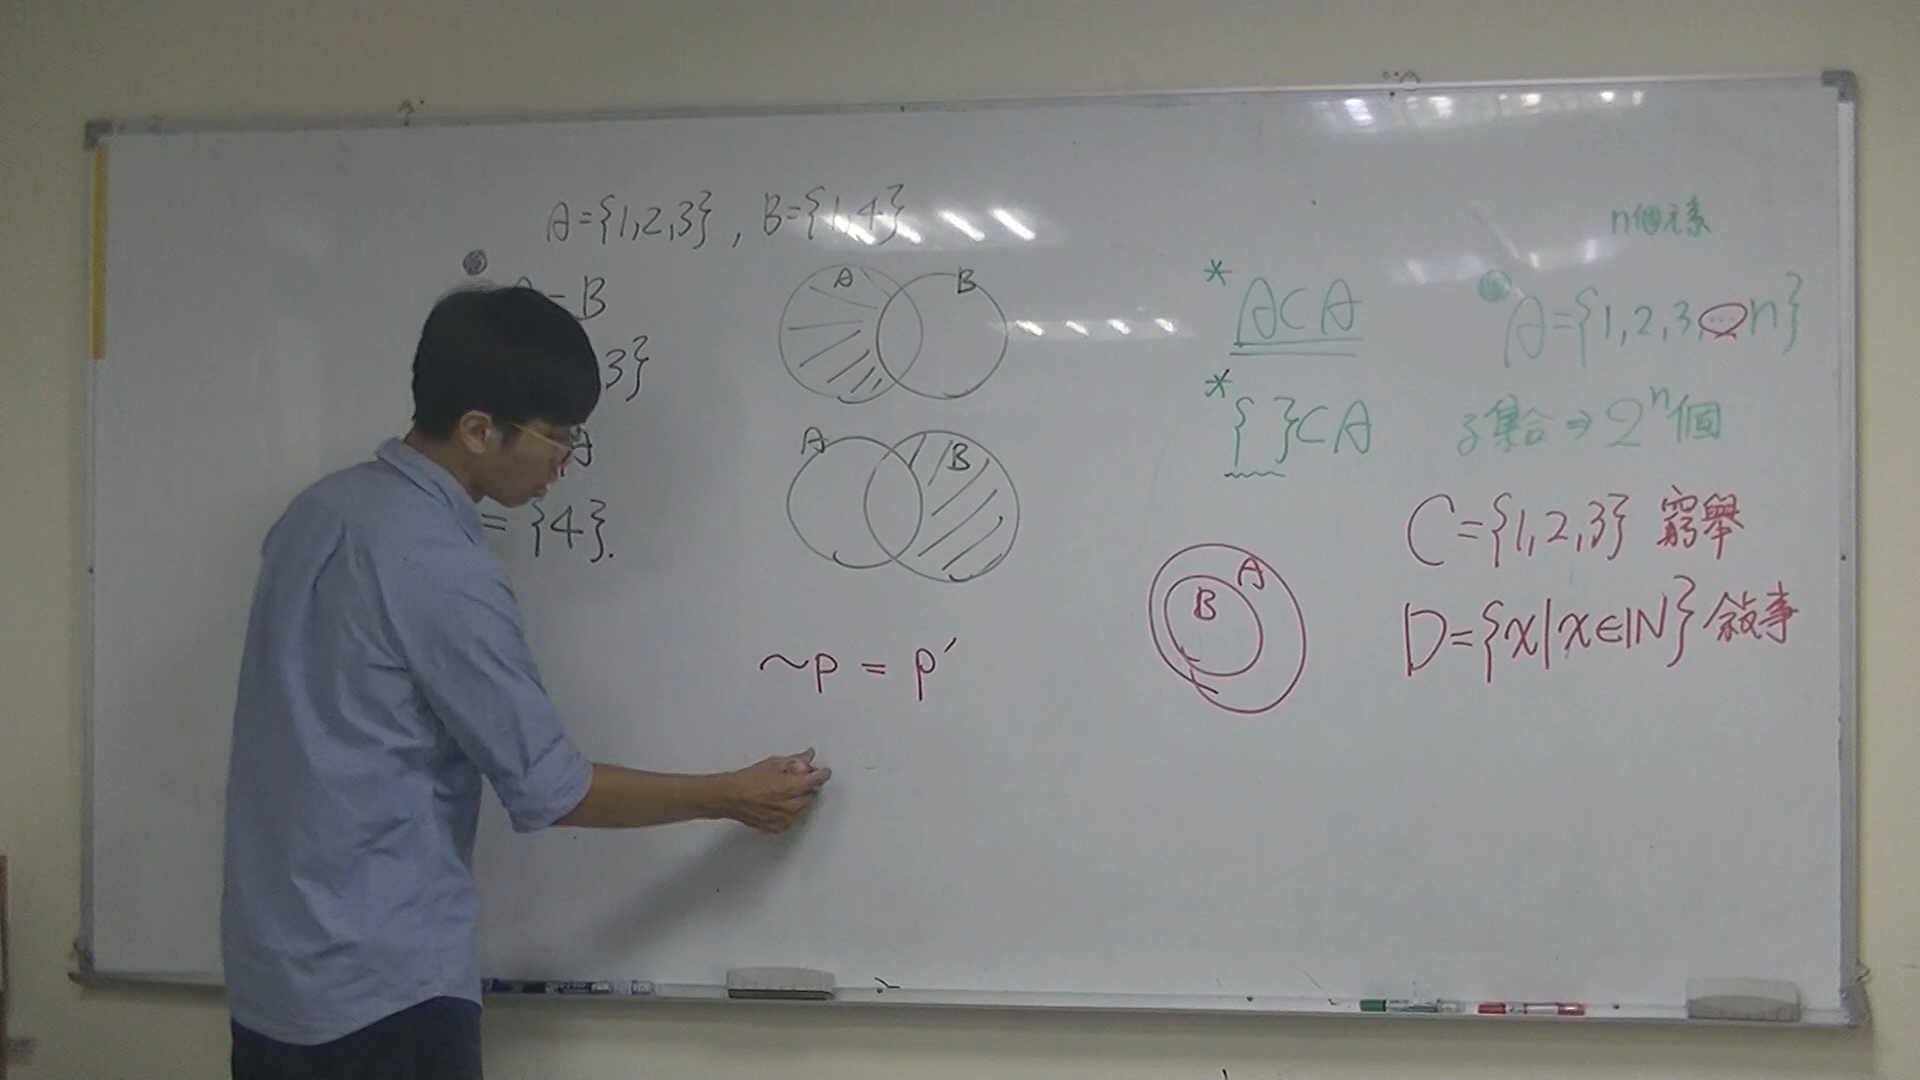 A={1,2,3}, B={1,4}
- B
3}
A
= {4}.
A B
A B
~p = p′
* A⊂A
* { }⊂A
n個元素
A={1,2,3,…n}
子集合⇒2ⁿ個
C={1,2,3} 窮舉
D={x|x∈ℕ} 敘事
A
B